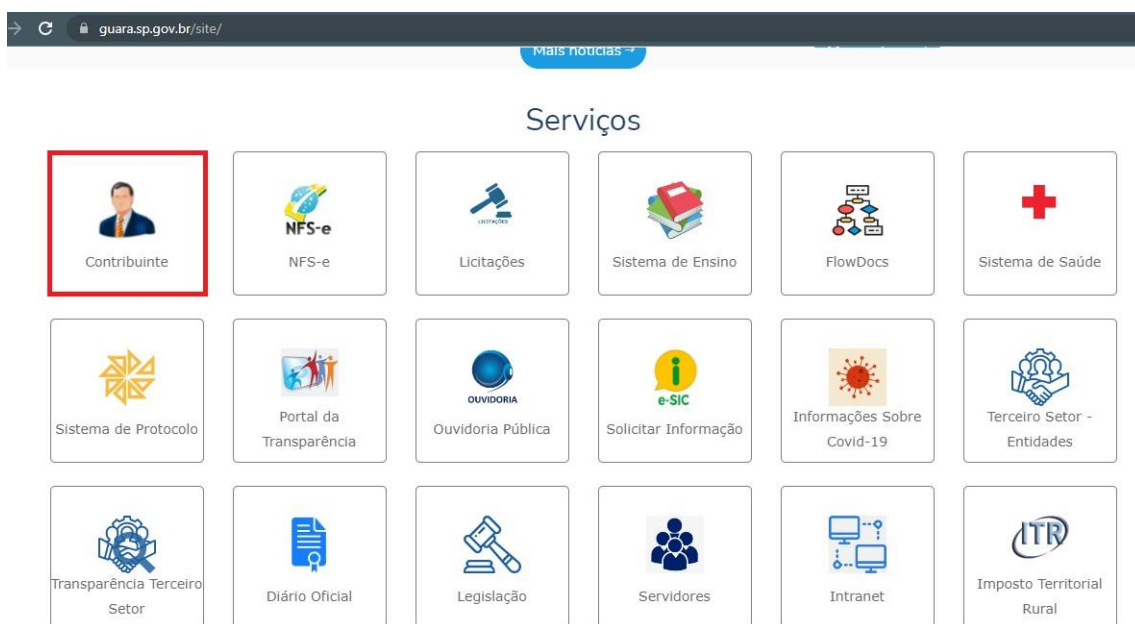 guara.sp.gov.br/site/
Mais notícias →
Serviços
NFS-e
LICITAÇÕES
Contribuinte
NFS-e
Licitações
Sistema de Ensino
FlowDocs
Sistema de Saúde
OUVIDORIA
e-SIC
Sistema de Protocolo
Portal da
Transparência
Ouvidoria Pública
Solicitar Informação
Informações Sobre
Covid-19
Terceiro Setor -
Entidades
ITR
Transparência Terceiro
Setor
Diário Oficial
Legislação
Servidores
Intranet
Imposto Territorial
Rural